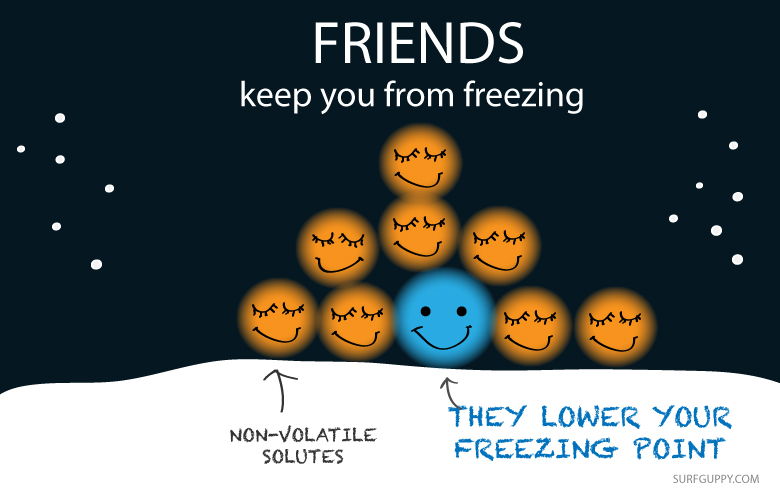 FRIENDS
keep you from freezing
NON-VOLATILE
SOLUTES
THEY LOWER YOUR
FREEZING POINT
SURFGUPPY.COM